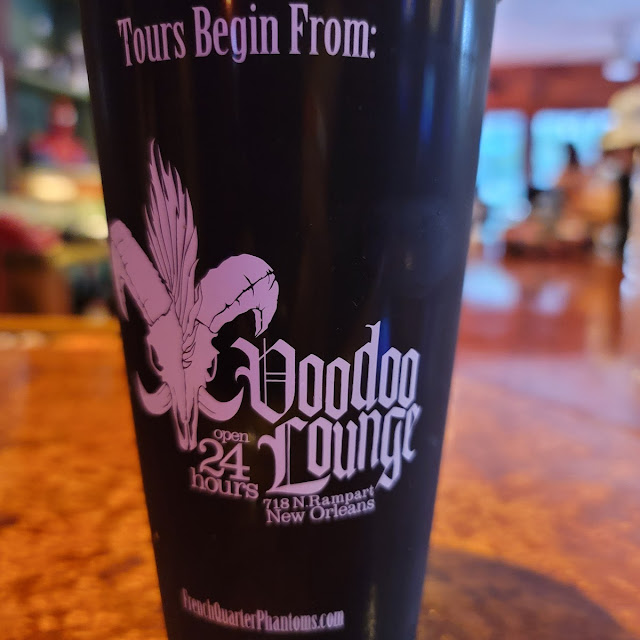 Tours Begin From:
Voodoo
Lounge
open
24
hours
718 N.Rampart
New Orleans
FrenchQuarterPhantoms.com